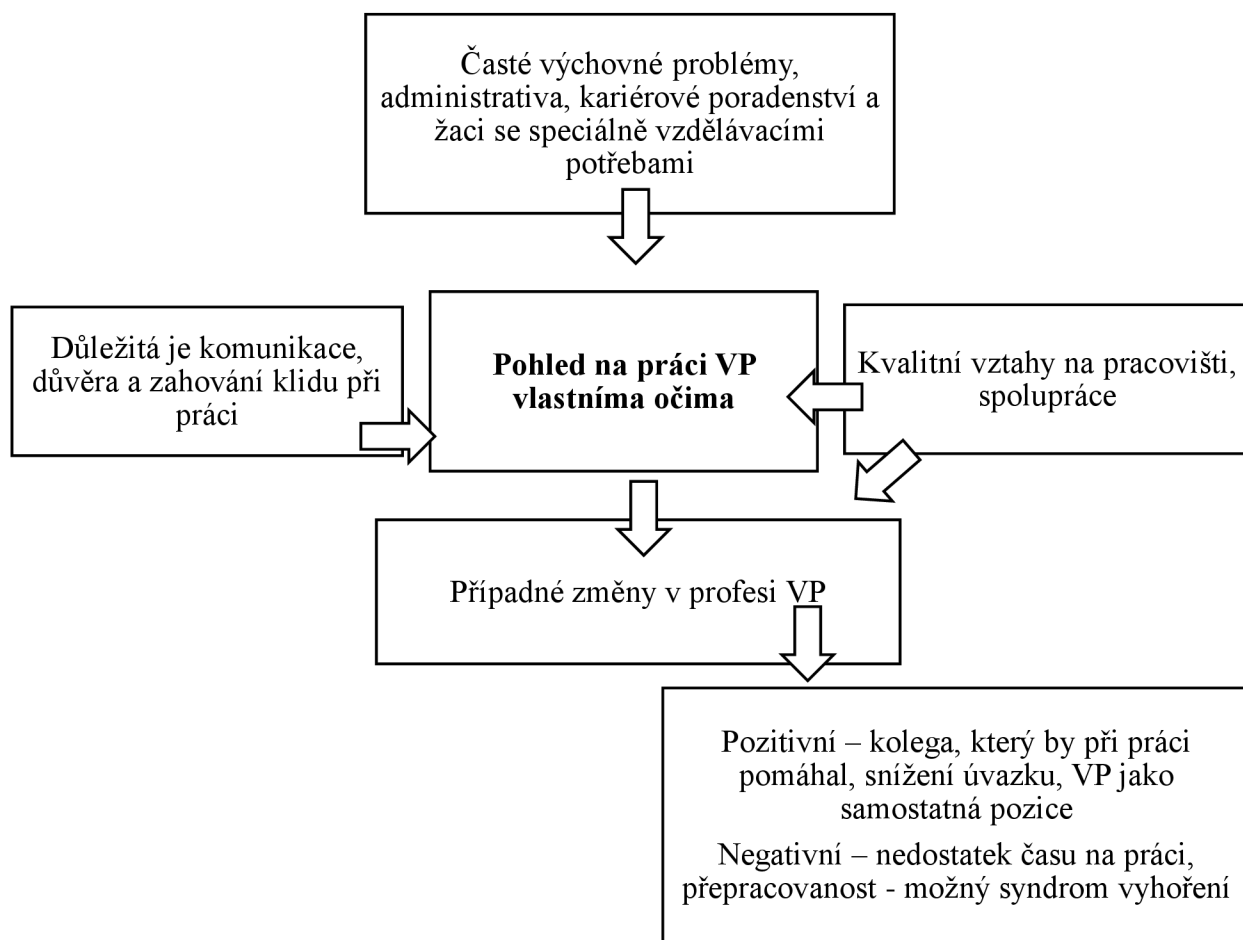 Časté výchovné problémy,
administrativa, kariérové poradenství a
žaci se speciálně vzdělávacími
potřebami
Důležitá je komunikace,
důvěra a zahování klidu při
práci
Pohled na práci VP
vlastníma očima
Kvalitní vztahy na pracovišti,
spolupráce
Případné změny v profesi VP
Pozitivní – kolega, který by při práci
pomáhal, snížení úvazku, VP jako
samostatná pozice
Negativní – nedostatek času na práci,
přepracovanost - možný syndrom vyhoření